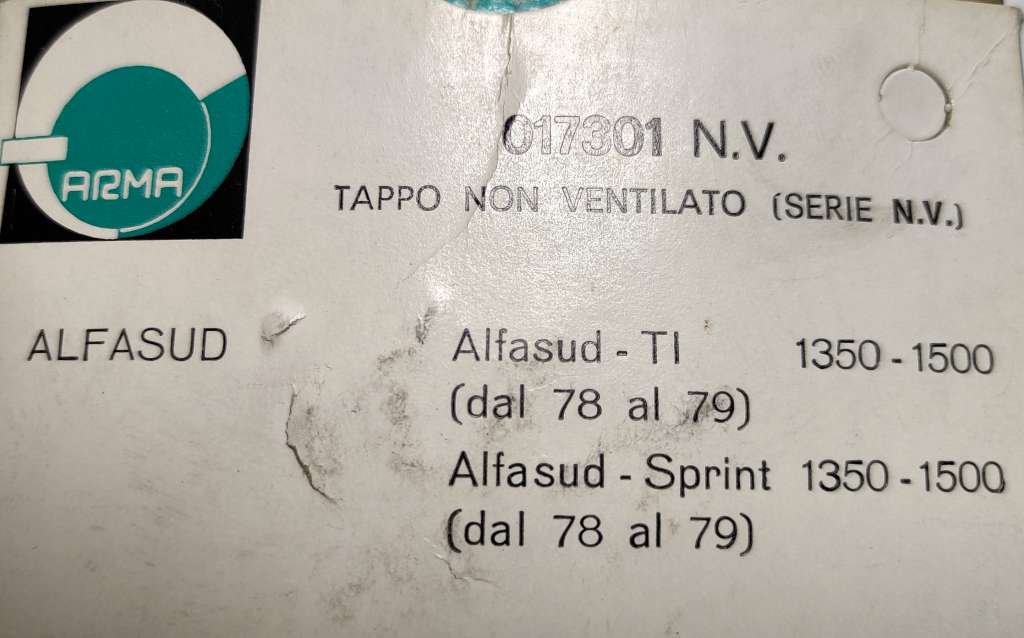 ARMA
017301 N.V.
TAPPO NON VENTILATO (SERIE N.V.)
ALFASUD Alfasud - TI 1350 - 1500
(dal 78 al 79)
Alfasud - Sprint 1350 - 1500
(dal 78 al 79)